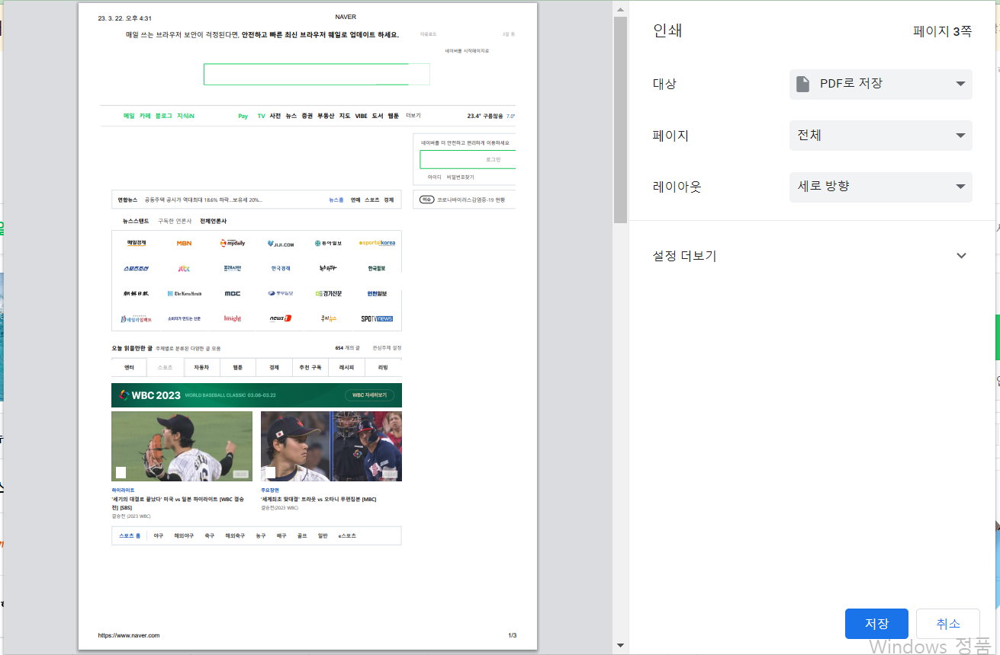 23. 3. 22. 오후 4:31
NAVER
매일 쓰는 브라우저 보안이 걱정된다면, 안전하고 빠른 최신 브라우저 웨일로 업데이트 하세요.
다운로드
3일 동
네이버를 시작페이지로
메일 카페 블로그 지식iN
Pay TV 사전 뉴스 증권 부동산 지도 VIBE 도서 웹툰 더보기
23.4° 구름많음 7.0°
네이버를 더 안전하고 편리하게 이용하세요
로그인
아이디 비밀번호찾기
연합뉴스 공동주택 공시가 역대최대 18.6% 하락...보유세 20%...
뉴스홈 연예 스포츠 경제
이슈 코로나바이러스감염증-19 현황
뉴스스탠드 구독한 언론사 전체언론사
매일경제 MBN mydaily JIJI.COM 동아일보 sportalkorea
스포츠조선 jtbc 프레시안 한국경제 뉴스타파 한국일보
朝鮮日報 The Korea Herald MBC 중부일보 경기신문 인천일보
데일리임팩트 소비자가 만드는 신문 Insight news1 쿠키뉴스 SPOTV news
오늘 읽을만한 글 주제별로 분류된 다양한 글 모음
654 개의 글 관심주제 설정
엔터 스포츠 자동차 웹툰 경제 추천 구독 레시피 리빙
WBC 2023 WORLD BASEBALL CLASSIC 03.08-03.22
WBC 자세히보기
하이라이트
'세기의 대결로 끝났다' 미국 vs 일본 하이라이트 [WBC 결승
전] [SBS]
결승전 (2023 WBC)
주요장면
'세계최초 맞대결' 트라웃 vs 오타니 무편집본 [MBC]
결승전(2023 WBC)
스포츠 홈 야구 해외야구 축구 해외축구 농구 배구 골프 일반 e스포츠
https://www.naver.com
1/3
인쇄
페이지 3쪽
대상
PDF로 저장
페이지
전체
레이아웃
세로 방향
설정 더보기
저장
취소
Windows 정품